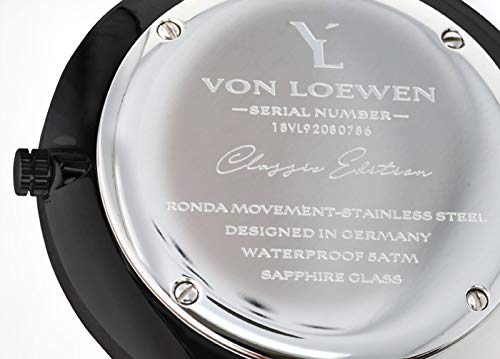 VL
VON LOEWEN
—SERIAL NUMBER—
18VL92080786
Classic Edition
RONDA MOVEMENT-STAINLESS STEEL
DESIGNED IN GERMANY
WATERPROOF 5ATM
SAPPHIRE GLASS